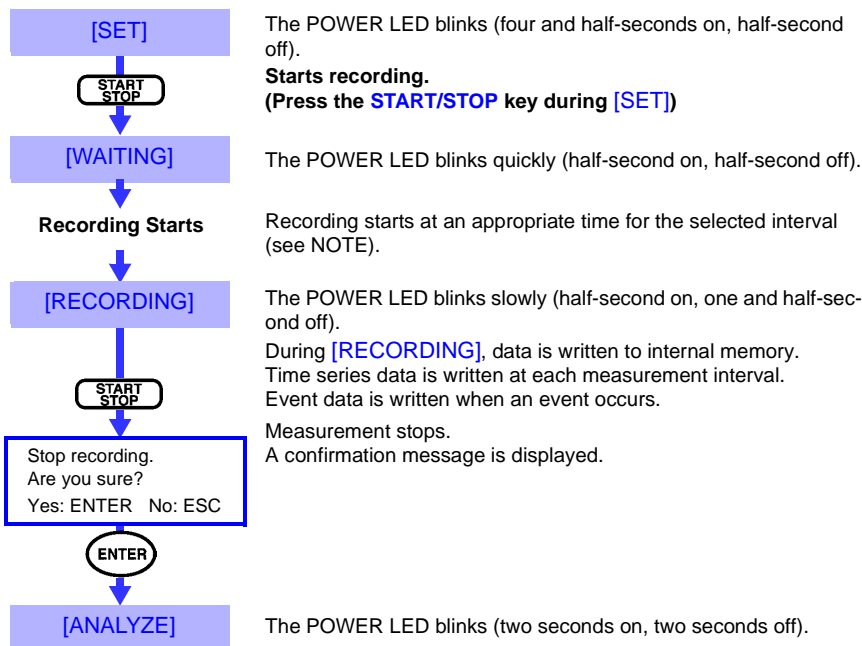 [SET]
The POWER LED blinks (four and half-seconds on, half-second
off).
START
STOP
Starts recording.
(Press the START/STOP key during [SET])
[WAITING]
The POWER LED blinks quickly (half-second on, half-second off).
Recording Starts
Recording starts at an appropriate time for the selected interval
(see NOTE).
[RECORDING]
The POWER LED blinks slowly (half-second on, one and half-sec-
ond off).
During [RECORDING], data is written to internal memory.
Time series data is written at each measurement interval.
Event data is written when an event occurs.
START
STOP
Measurement stops.
A confirmation message is displayed.
Stop recording.
Are you sure?
Yes: ENTER No: ESC
ENTER
[ANALYZE]
The POWER LED blinks (two seconds on, two seconds off).